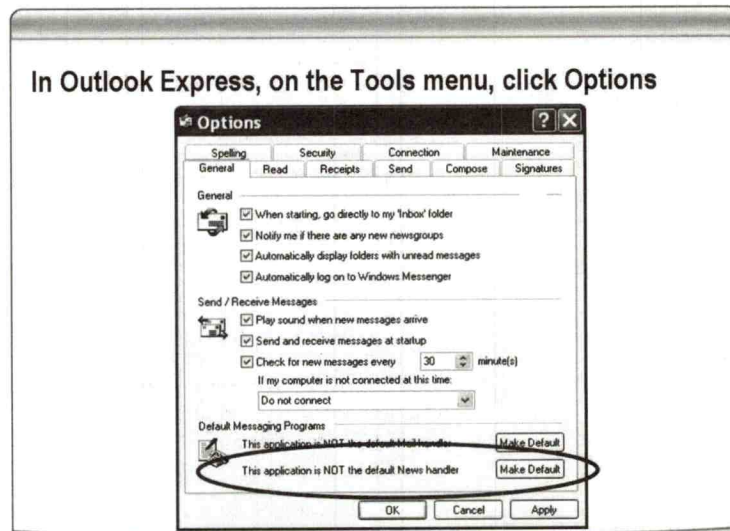 In Outlook Express, on the Tools menu, click Options
Options
Spelling Security Connection Maintenance
General Read Receipts Send Compose Signatures
General
When starting, go directly to my 'Inbox' folder
Notify me if there are any new newsgroups
Automatically display folders with unread messages
Automatically log on to Windows Messenger
Send / Receive Messages
Play sound when new messages arrive
Send and receive messages at startup
Check for new messages every 30 minute(s)
If my computer is not connected at this time:
Do not connect
Default Messaging Programs
This application is NOT the default Mail handler Make Default
This application is NOT the default News handler Make Default
OK Cancel Apply